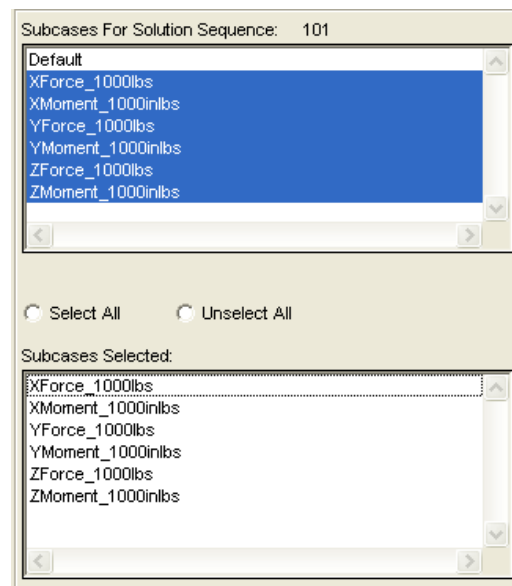 Subcases For Solution Sequence: 101
Default
XForce_1000lbs
XMoment_1000inlbs
YForce_1000lbs
YMoment_1000inlbs
ZForce_1000lbs
ZMoment_1000inlbs
Select All Unselect All
Subcases Selected:
XForce_1000lbs
XMoment_1000inlbs
YForce_1000lbs
YMoment_1000inlbs
ZForce_1000lbs
ZMoment_1000inlbs